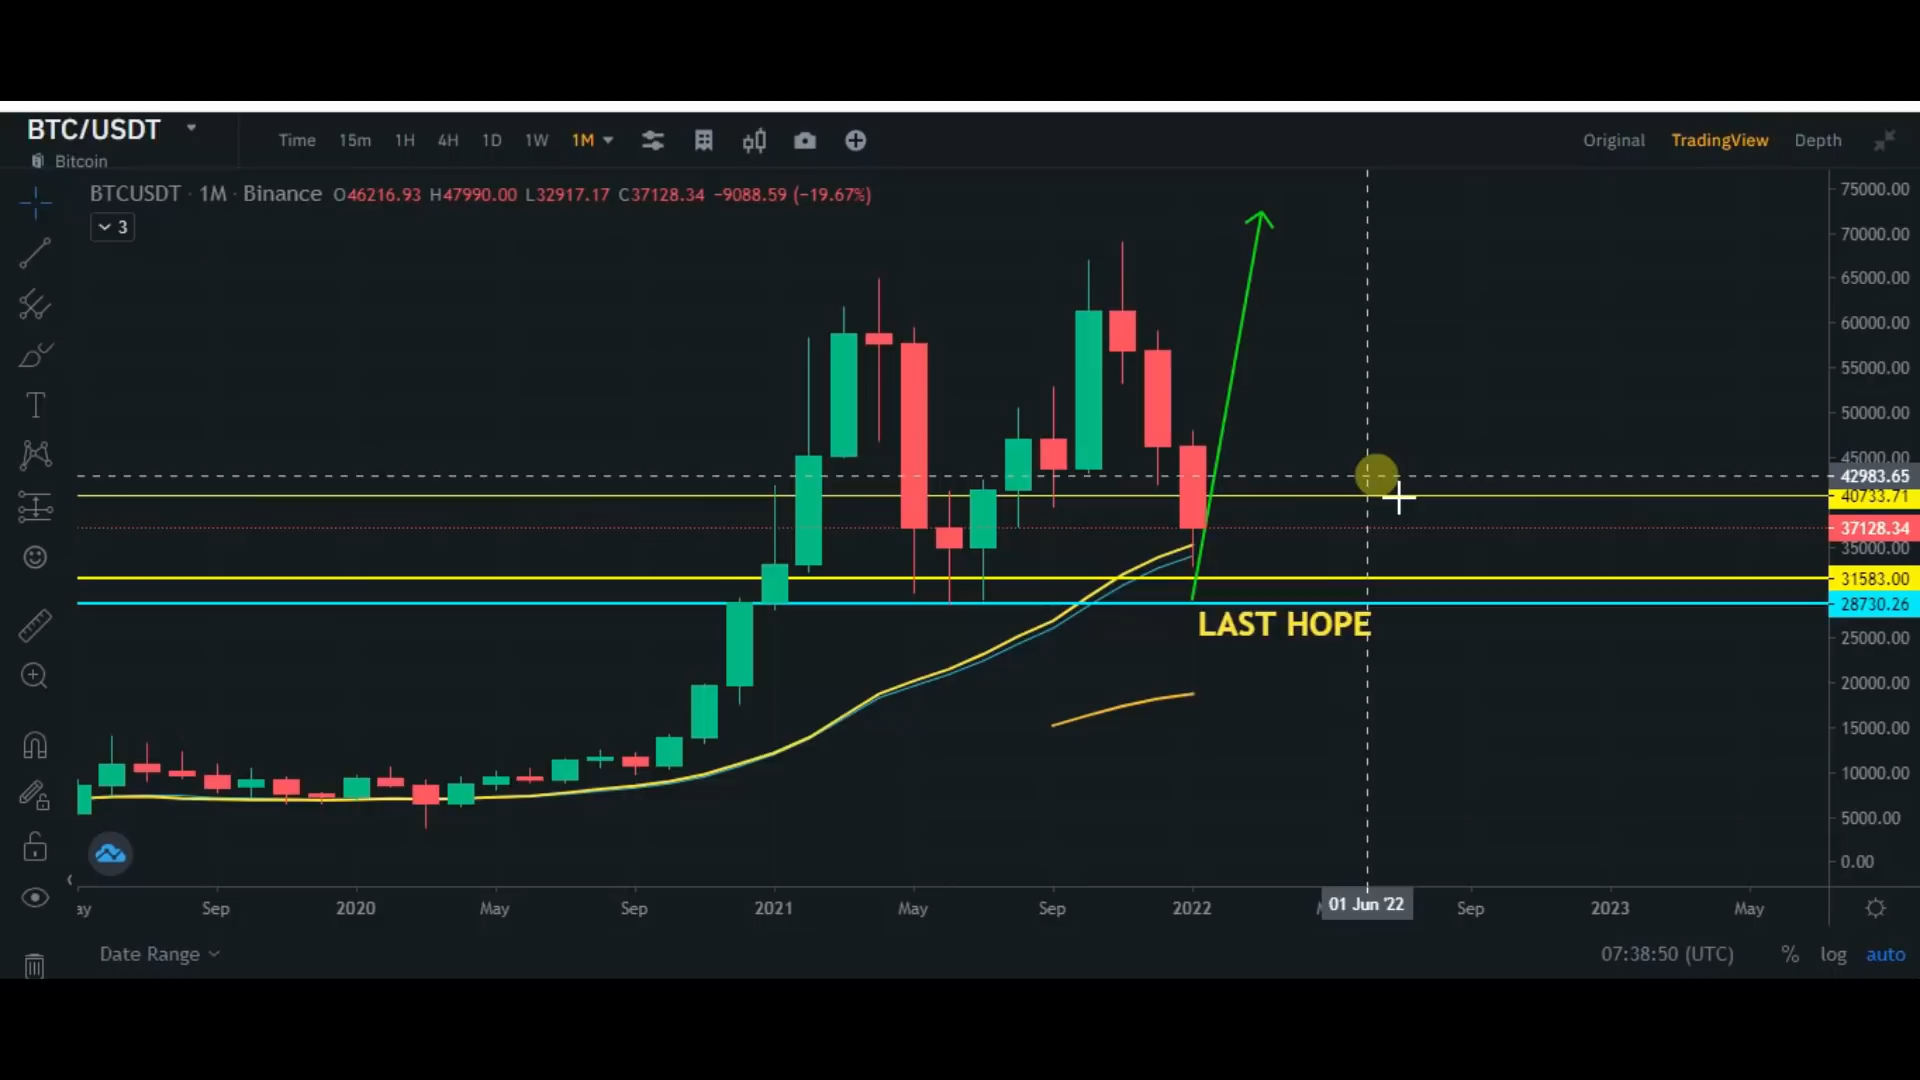 BTC/USDT
Bitcoin
Time 15m 1H 4H 1D 1W 1M
Original TradingView Depth
BTCUSDT · 1M · Binance O46216.93 H47990.00 L32917.17 C37128.34 −9088.59 (−19.67%)
3
75000.00
70000.00
65000.00
60000.00
55000.00
50000.00
45000.00
42983.65
40733.71
37128.34
35000.00
31583.00
28730.26
LAST HOPE
25000.00
20000.00
15000.00
10000.00
5000.00
0.00
ay Sep 2020 May Sep 2021 May Sep 2022 01 Jun '22 Sep 2023 May
Date Range 07:38:50 (UTC) % log auto